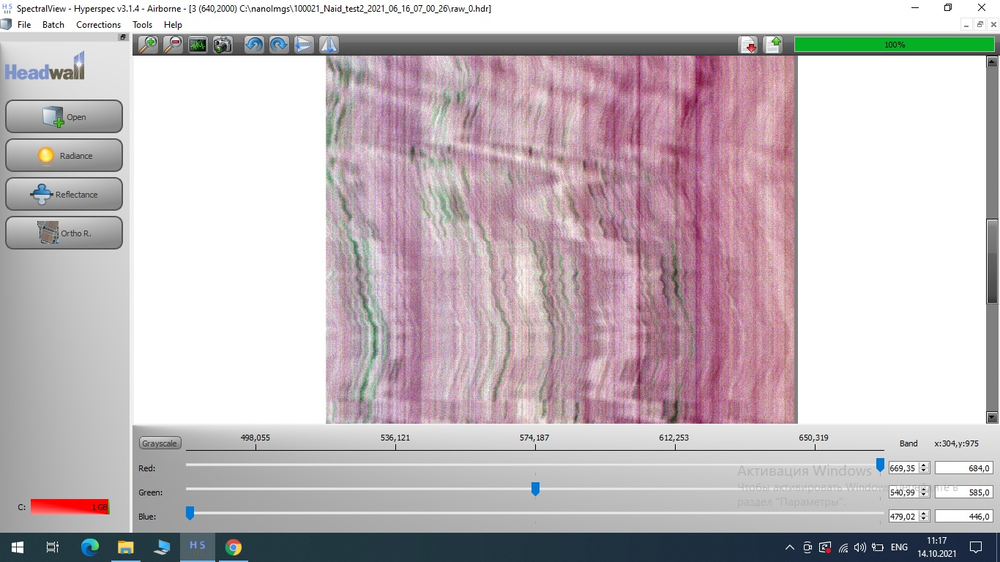 SpectralView - Hyperspec v3.1.4 - Airborne - [3 (640,2000) C:\nanoImgs\100021_Naid_test2_2021_06_16_07_00_26\raw_0.hdr]
File Batch Corrections Tools Help
100%
Headwall
Open
Radiance
Reflectance
Ortho R.
498,055 536,121 574,187 612,253 650,319
Grayscale Band x:304,y:975
Red: 669,35 684,0
Green: 540,99 585,0
Blue: 479,02 446,0
Активация Windows
Чтобы активировать Windows, перейдите в
раздел "Параметры".
C: 1 GB
HS ENG 11:17
14.10.2021